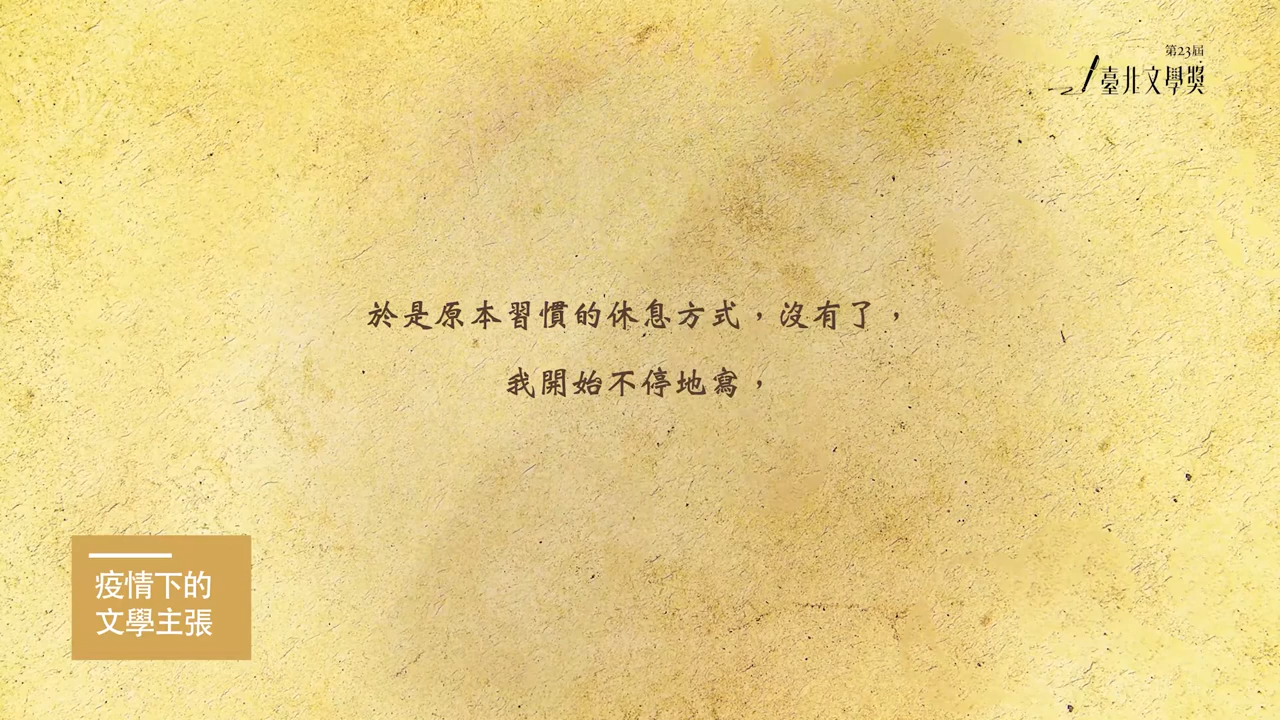 第23屆
臺北文學獎
於是原本習慣的休息方式，沒有了，
我開始不停地寫，
疫情下的
文學主張